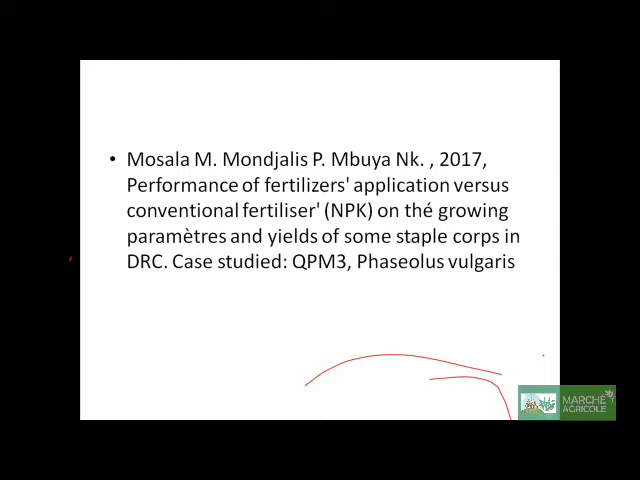 • Mosala M. Mondjalis P. Mbuya Nk. , 2017,
Performance of fertilizers' application versus
conventional fertiliser' (NPK) on thé growing
paramètres and yields of some staple corps in
DRC. Case studied: QPM3, Phaseolus vulgaris
MARCHÉ
AGRICOLE